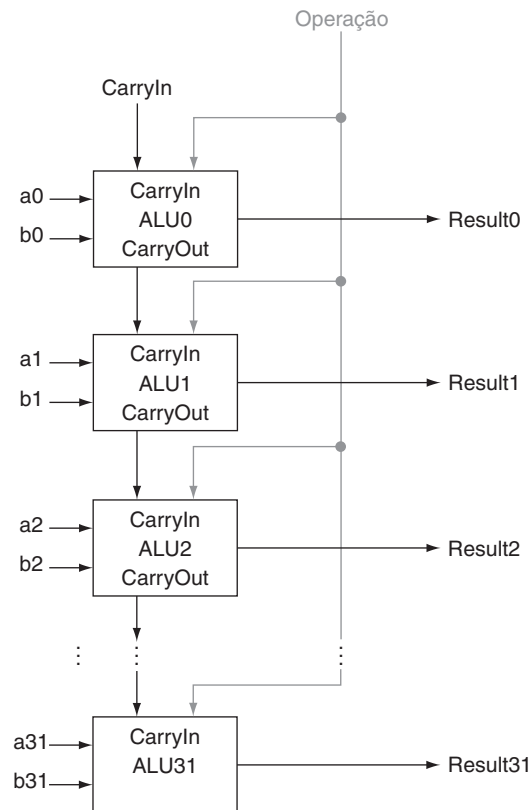 Operação
CarryIn
a0
b0
CarryIn
ALU0
CarryOut
Result0
a1
b1
CarryIn
ALU1
CarryOut
Result1
a2
b2
CarryIn
ALU2
CarryOut
Result2
a31
b31
CarryIn
ALU31
Result31